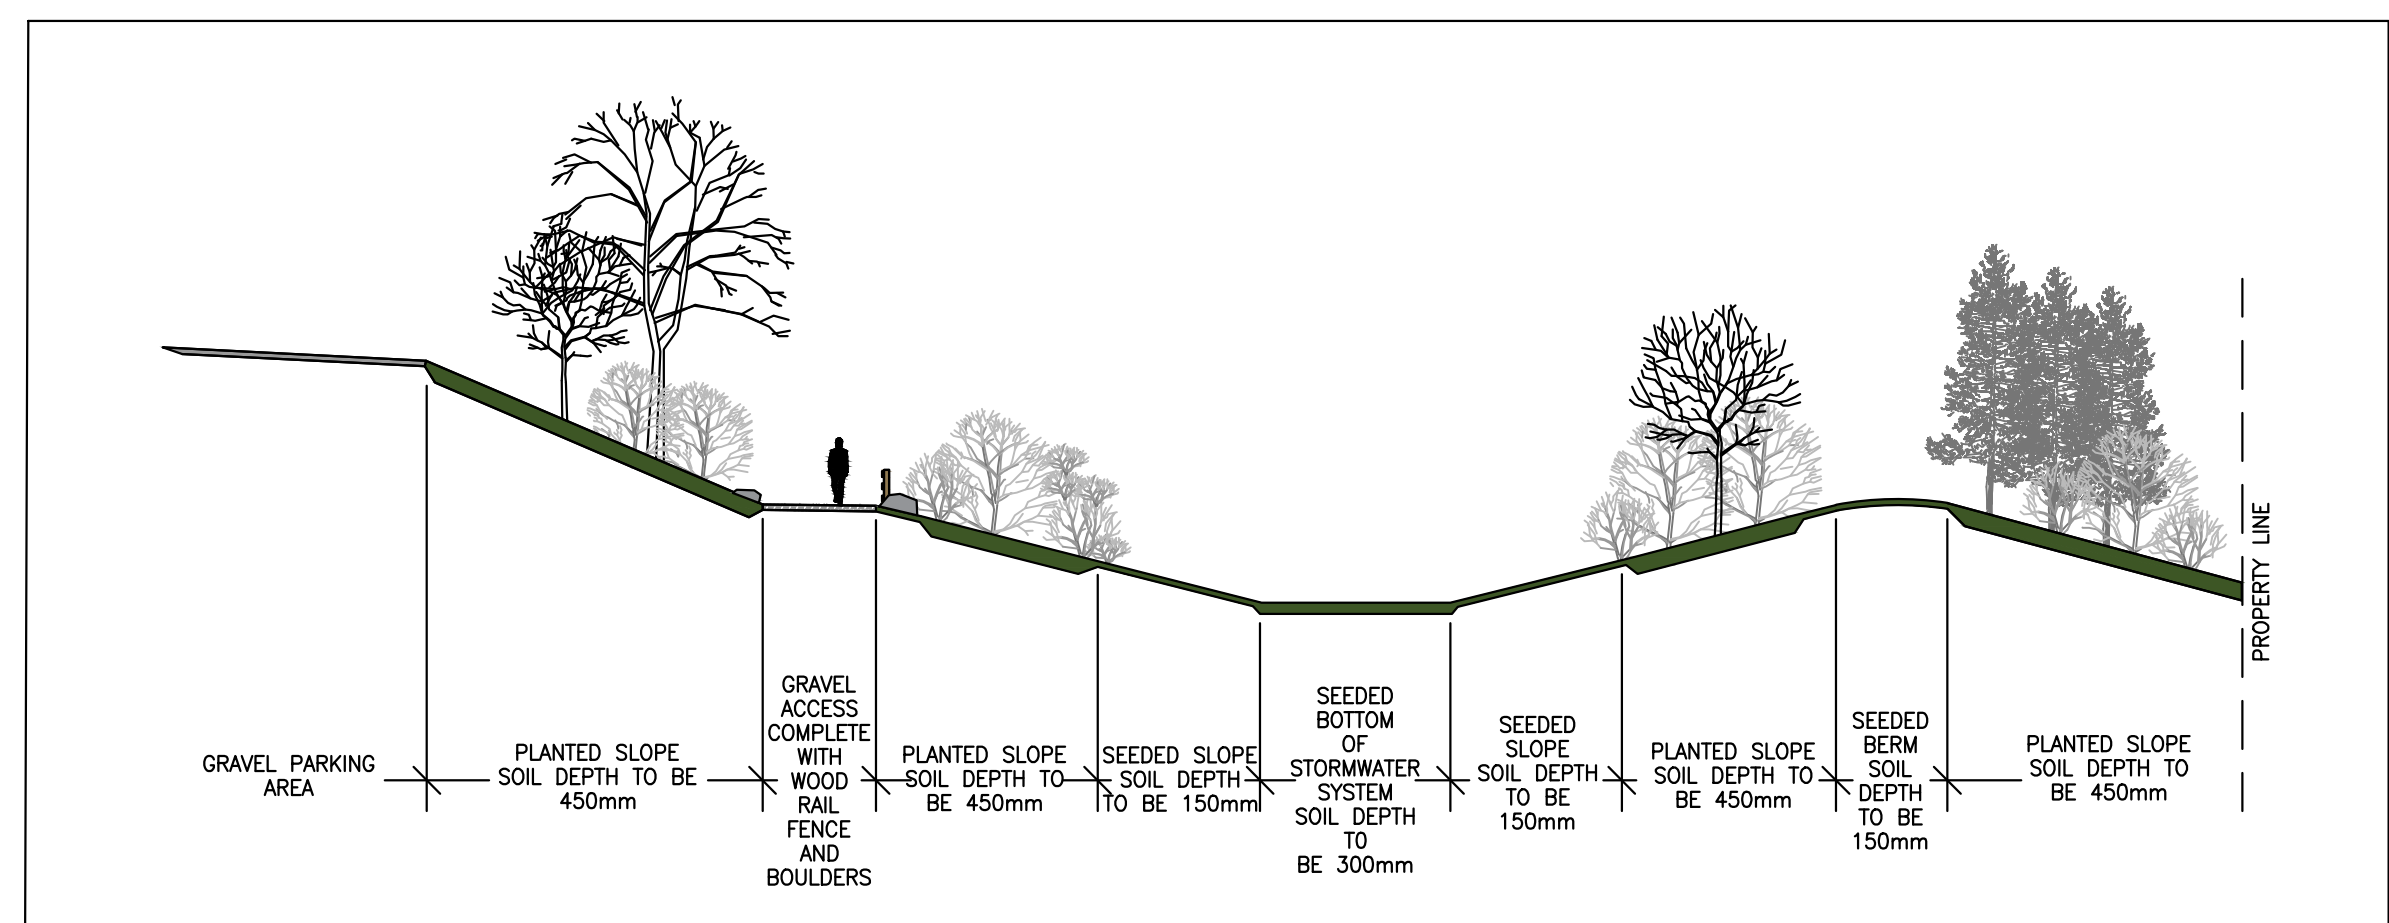 GRAVEL PARKING
AREA
PLANTED SLOPE
SOIL DEPTH TO BE
450mm
GRAVEL
ACCESS
COMPLETE
WITH
WOOD
RAIL
FENCE
AND
BOULDERS
PLANTED SLOPE
SOIL DEPTH TO
BE 450mm
SEEDED SLOPE
SOIL DEPTH
TO BE 150mm
SEEDED
BOTTOM
OF
STORMWATER
SYSTEM
SOIL DEPTH
TO
BE 300mm
SEEDED
SLOPE
SOIL DEPTH
TO BE
150mm
PLANTED SLOPE
SOIL DEPTH TO
BE 450mm
SEEDED
BERM
SOIL
DEPTH
TO BE
150mm
PLANTED SLOPE
SOIL DEPTH TO
BE 450mm
PROPERTY LINE